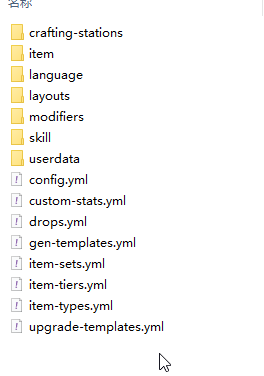 名称
crafting-stations
item
language
layouts
modifiers
skill
userdata
config.yml
custom-stats.yml
drops.yml
gen-templates.yml
item-sets.yml
item-tiers.yml
item-types.yml
upgrade-templates.yml